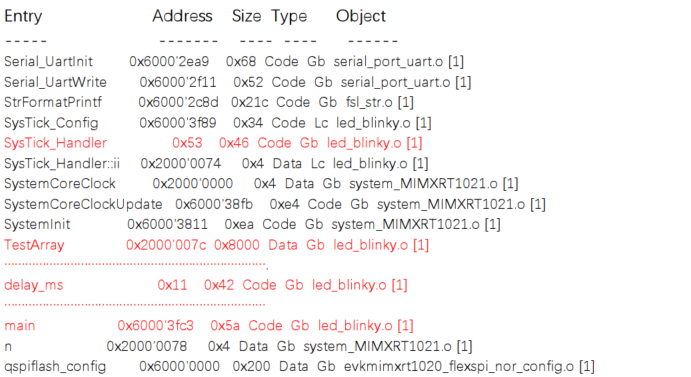 Entry Address Size Type Object
----- ------- ---- ---- ------
Serial_UartInit 0x6000'2ea9 0x68 Code Gb serial_port_uart.o [1]
Serial_UartWrite 0x6000'2f11 0x52 Code Gb serial_port_uart.o [1]
StrFormatPrintf 0x6000'2c8d 0x21c Code Gb fsl_str.o [1]
SysTick_Config 0x6000'3f89 0x34 Code Lc led_blinky.o [1]
SysTick_Handler 0x53 0x46 Code Gb led_blinky.o [1]
SysTick_Handler::ii 0x2000'0074 0x4 Data Lc led_blinky.o [1]
SystemCoreClock 0x2000'0000 0x4 Data Gb system_MIMXRT1021.o [1]
SystemCoreClockUpdate 0x6000'38fb 0xe4 Code Gb system_MIMXRT1021.o [1]
SystemInit 0x6000'3811 0xea Code Gb system_MIMXRT1021.o [1]
TestArray 0x2000'007c 0x8000 Data Gb led_blinky.o [1]
................................................................................
delay_ms 0x11 0x42 Code Gb led_blinky.o [1]
................................................................................
main 0x6000'3fc3 0x5a Code Gb led_blinky.o [1]
n 0x2000'0078 0x4 Data Gb system_MIMXRT1021.o [1]
qspiflash_config 0x6000'0000 0x200 Data Gb evkmimxrt1020_flexspi_nor_config.o [1]